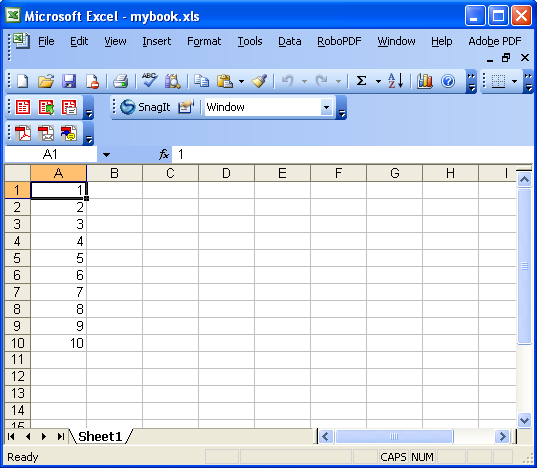 Microsoft Excel - mybook.xls
File Edit View Insert Format Tools Data RoboPDF Window Help Adobe PDF
ABC Σ A Z
SnagIt Window
A1 fx 1
A B C D E F G H I
1 1
2 2
3 3
4 4
5 5
6 6
7 7
8 8
9 9
10 10
11
12
13
14
15
Sheet1
Ready CAPS NUM